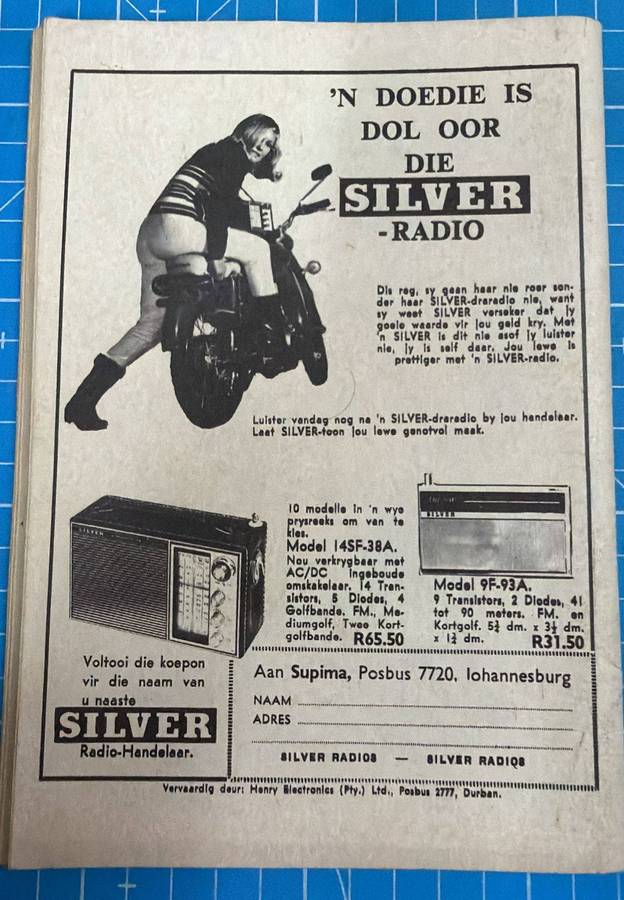 'N DOEDIE IS
DOL OOR
DIE
SILVER
-RADIO
Dis reg, sy gaan haar nie roer son-
der haar SILVER-draradio nie, want
sy weet SILVER verseker dat jy
goeie waarde vir jou geld kry. Met
'n SILVER is dit nie asof jy luister
nie, jy is self daar. Jou lewe is
prettiger met 'n SILVER-radio.
Luister vandag nog na 'n SILVER-draradio by jou handelaar.
Laat SILVER-toon jou lewe genotvol maak.
10 modelle in 'n wye
prysreeks om van te
kies.
Model 14SF-38A.
Nou verkrygbaar met
AC/DC ingeboude
omskakelaar. 14 Tran-
sistors, 5 Diodes, 4
Golfbande. FM., Me-
diumgolf, Twee Kort-
golfbande. R65.50
SILVER
SILVER
Model 9F-93A.
9 Transistors, 2 Diodes, 41
tot 90 meters. FM. en
Kortgolf. 5¾ dm. x 3½ dm.
x 1¾ dm. R31.50
Voltooi die koepon
vir die naam van
u naaste
SILVER
Radio-Handelaar.
Aan Supima, Posbus 7720, Iohannesburg
NAAM
ADRES
SILVER RADIOS — SILVER RADIOS
Vervaardig deur: Henry Electronics (Pty.) Ltd., Posbus 2777, Durban.